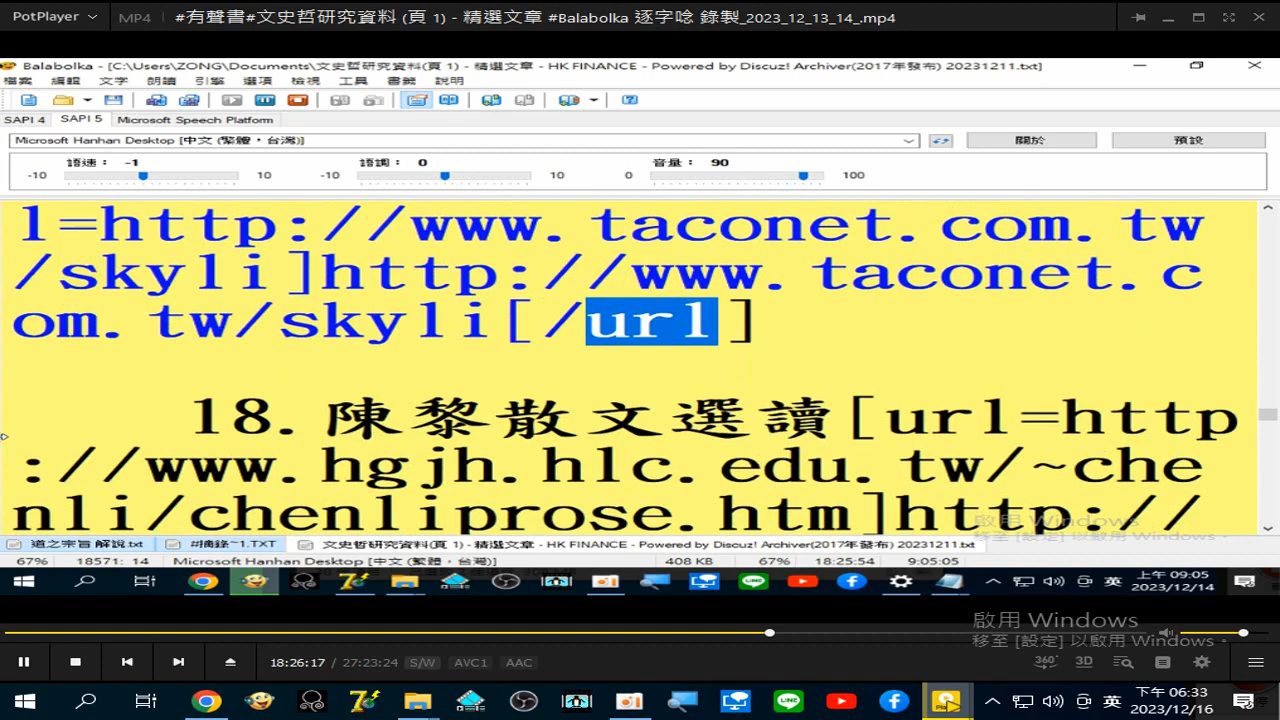 PotPlayer
MP4
#有聲書#文史哲研究資料 (頁 1) - 精選文章 #Balabolka 逐字唸 錄製_2023_12_13_14_.mp4
Balabolka - [C:\Users\ZONG\Documents\文史哲研究資料(頁 1) - 精選文章 - HK FINANCE - Powered by Discuz! Archiver(2017年發布) 20231211.txt]
檔案 編輯 文字 朗讀 引擎 選項 檢視 工具 書籤 說明
SAPI 4 SAPI 5 Microsoft Speech Platform
Microsoft Hanhan Desktop [中文 (繁體，台灣)]
關於
預設
語速： -1
語調： 0
音量： 90
-10 10 -10 10 0 100
l=http://www.taconet.com.tw
/skyli]http://www.taconet.c
om.tw/skyli[/url]
18.陳黎散文選讀[url=http
://www.hgjh.hlc.edu.tw/~che
nli/chenliprose.htm]http://
道之宗旨 解說.txt
#摘錄~1.TXT
文史哲研究資料(頁 1) - 精選文章 - HK FINANCE - Powered by Discuz! Archiver(2017年發布) 20231211.txt
67% 18571: 14 Microsoft Hanhan Desktop [中文 (繁體，台灣)] 408 KB 67% 18:25:54 9:05:05
啟用 Windows
移至 [設定] 以啟用 Windows。
英
上午 09:05
2023/12/14
啟用 Windows
移至 [設定] 以啟用 Windows。
18:26:17 / 27:23:24 S/W AVC1 AAC
360° 3D
英
下午 06:33
2023/12/16